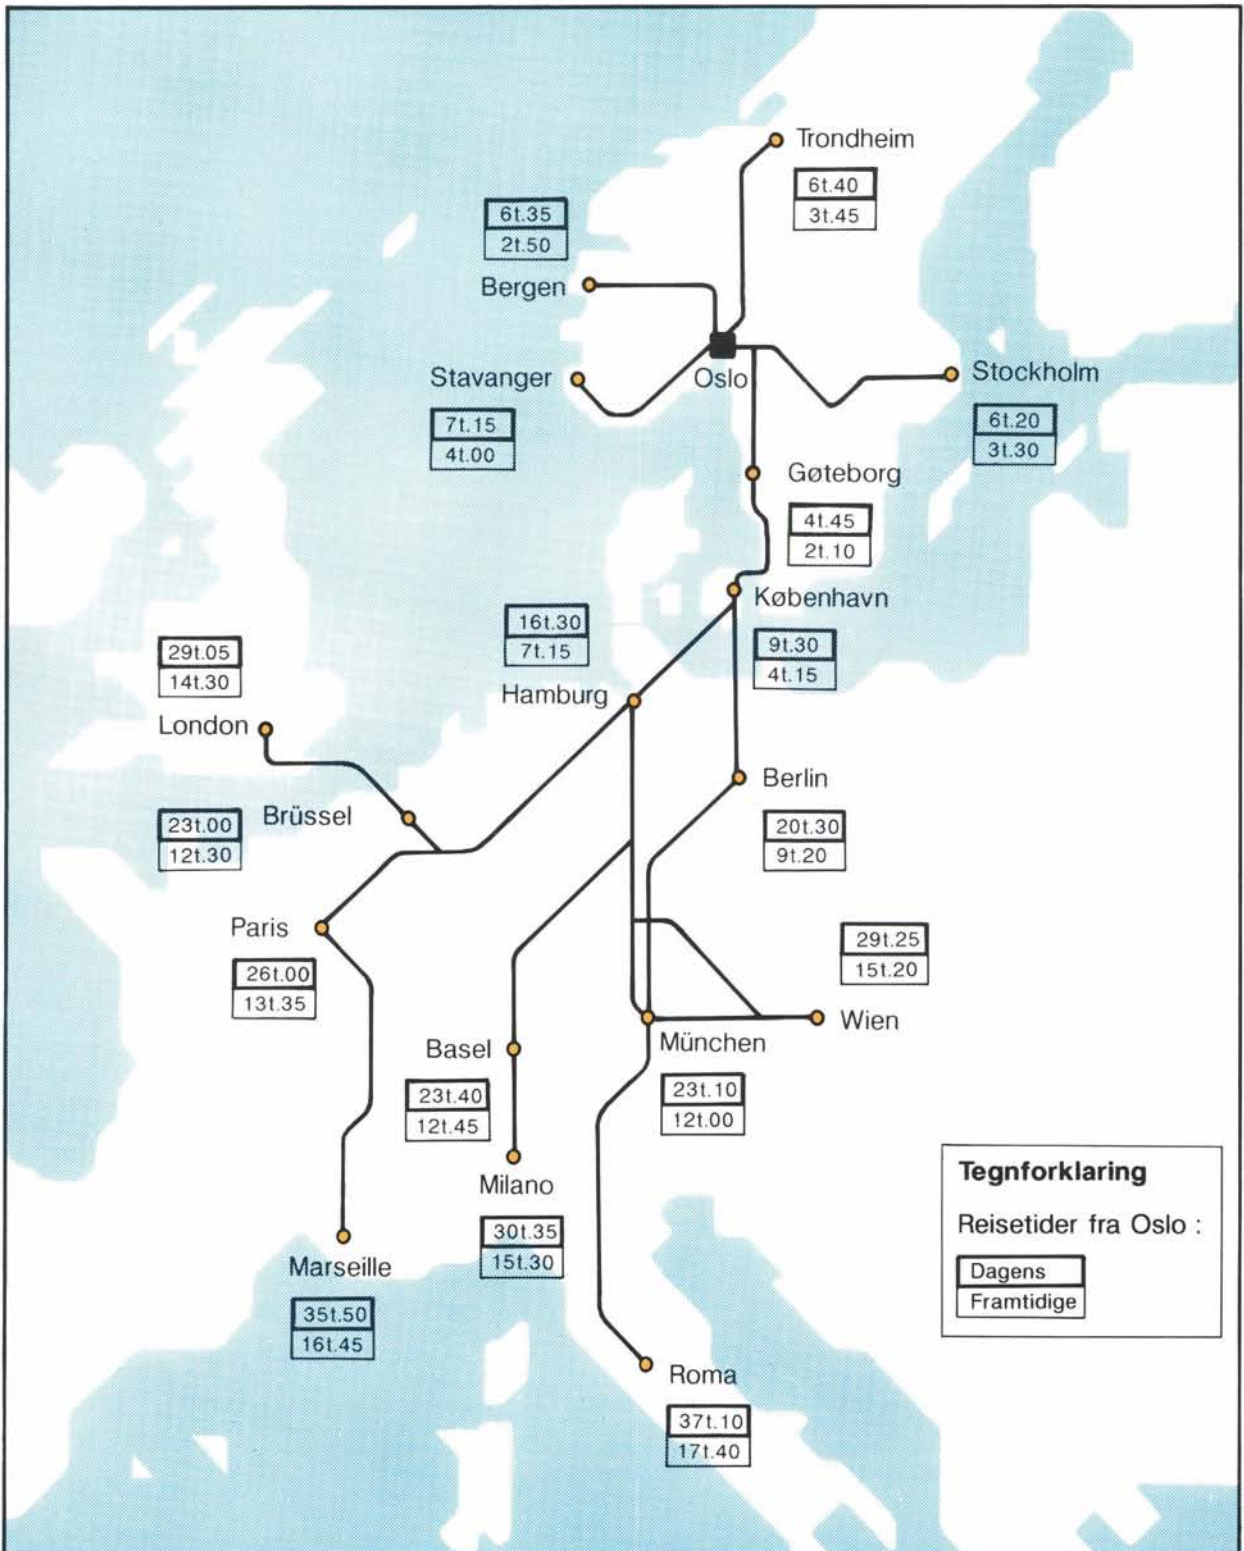 Trondheim
6t.40
3t.45
6t.35
2t.50
Bergen
Stavanger
7t.15
4t.00
Oslo
Stockholm
6t.20
3t.30
Gøteborg
4t.45
2t.10
København
9t.30
4t.15
16t.30
7t.15
Hamburg
29t.05
14t.30
London
Berlin
20t.30
9t.20
Brüssel
23t.00
12t.30
Paris
26t.00
13t.35
29t.25
15t.20
Wien
München
23t.10
12t.00
Basel
23t.40
12t.45
Milano
30t.35
15t.30
Marseille
35t.50
16t.45
Roma
37t.10
17t.40
Tegnforklaring
Reisetider fra Oslo :
Dagens
Framtidige